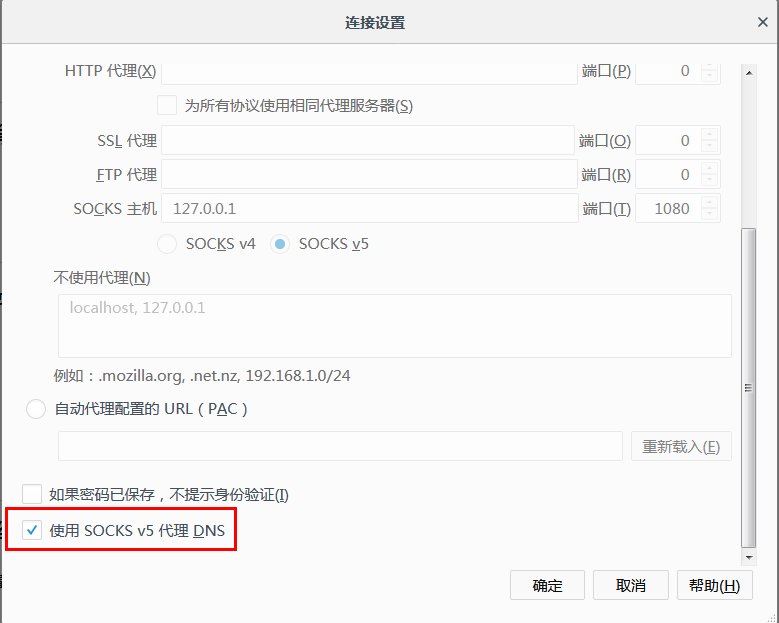 连接设置
HTTP 代理(X) 端口(P) 0
为所有协议使用相同代理服务器(S)
SSL 代理 端口(O) 0
FTP 代理 端口(R) 0
SOCKS 主机 127.0.0.1 端口(T) 1080
SOCKS v4 SOCKS v5
不使用代理(N)
localhost, 127.0.0.1
例如：.mozilla.org, .net.nz, 192.168.1.0/24
自动代理配置的 URL（PAC）
重新载入(E)
如果密码已保存，不提示身份验证(I)
使用 SOCKS v5 代理 DNS
确定 取消 帮助(H)